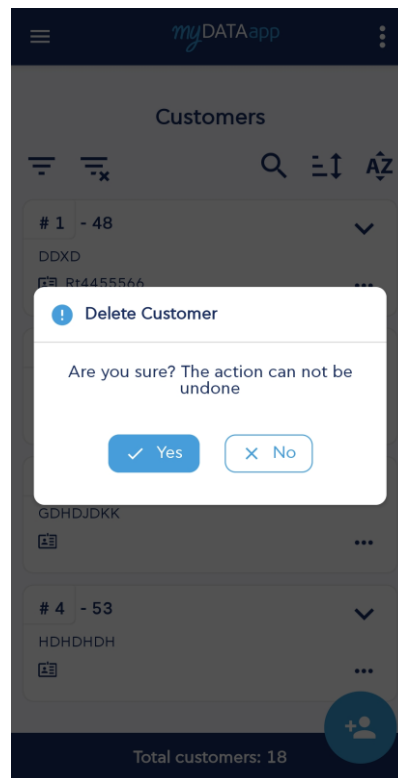 myDATAapp
Customers
AZ
# 1 - 48
DDXD
Rt4455566
Delete Customer
Are you sure? The action can not be
undone
Yes
No
GDHDJDKK
# 4 - 53
HDHDHDH
Total customers: 18